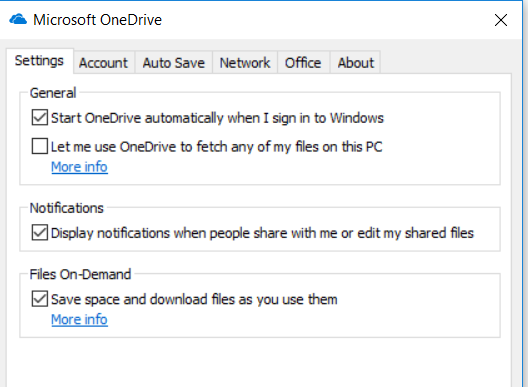 Microsoft OneDrive
Settings Account Auto Save Network Office About
General
Start OneDrive automatically when I sign in to Windows
Let me use OneDrive to fetch any of my files on this PC
More info
Notifications
Display notifications when people share with me or edit my shared files
Files On-Demand
Save space and download files as you use them
More info